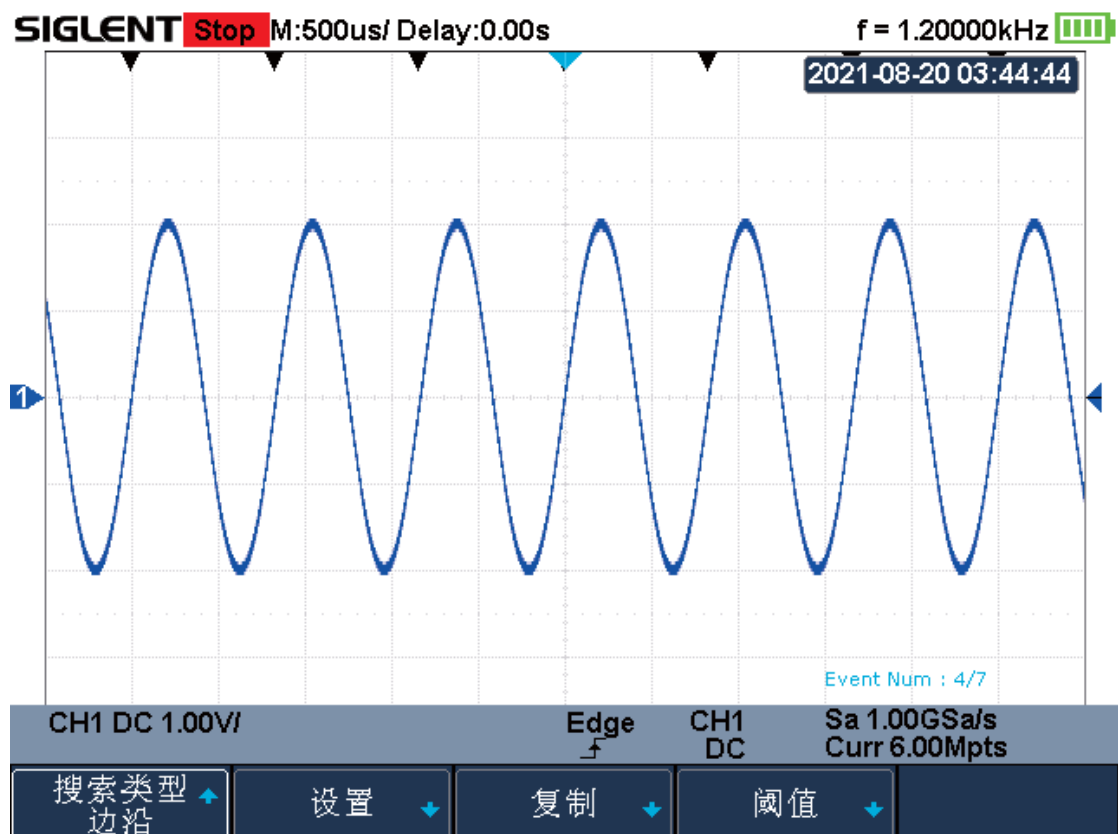 SIGLENT Stop M:500us/ Delay:0.00s f = 1.20000kHz
2021-08-20 03:44:44
1
Event Num : 4/7
CH1 DC 1.00V/ Edge CH1 Sa 1.00GSa/s
DC Curr 6.00Mpts
搜索类型 设置 复制 阈值
边沿